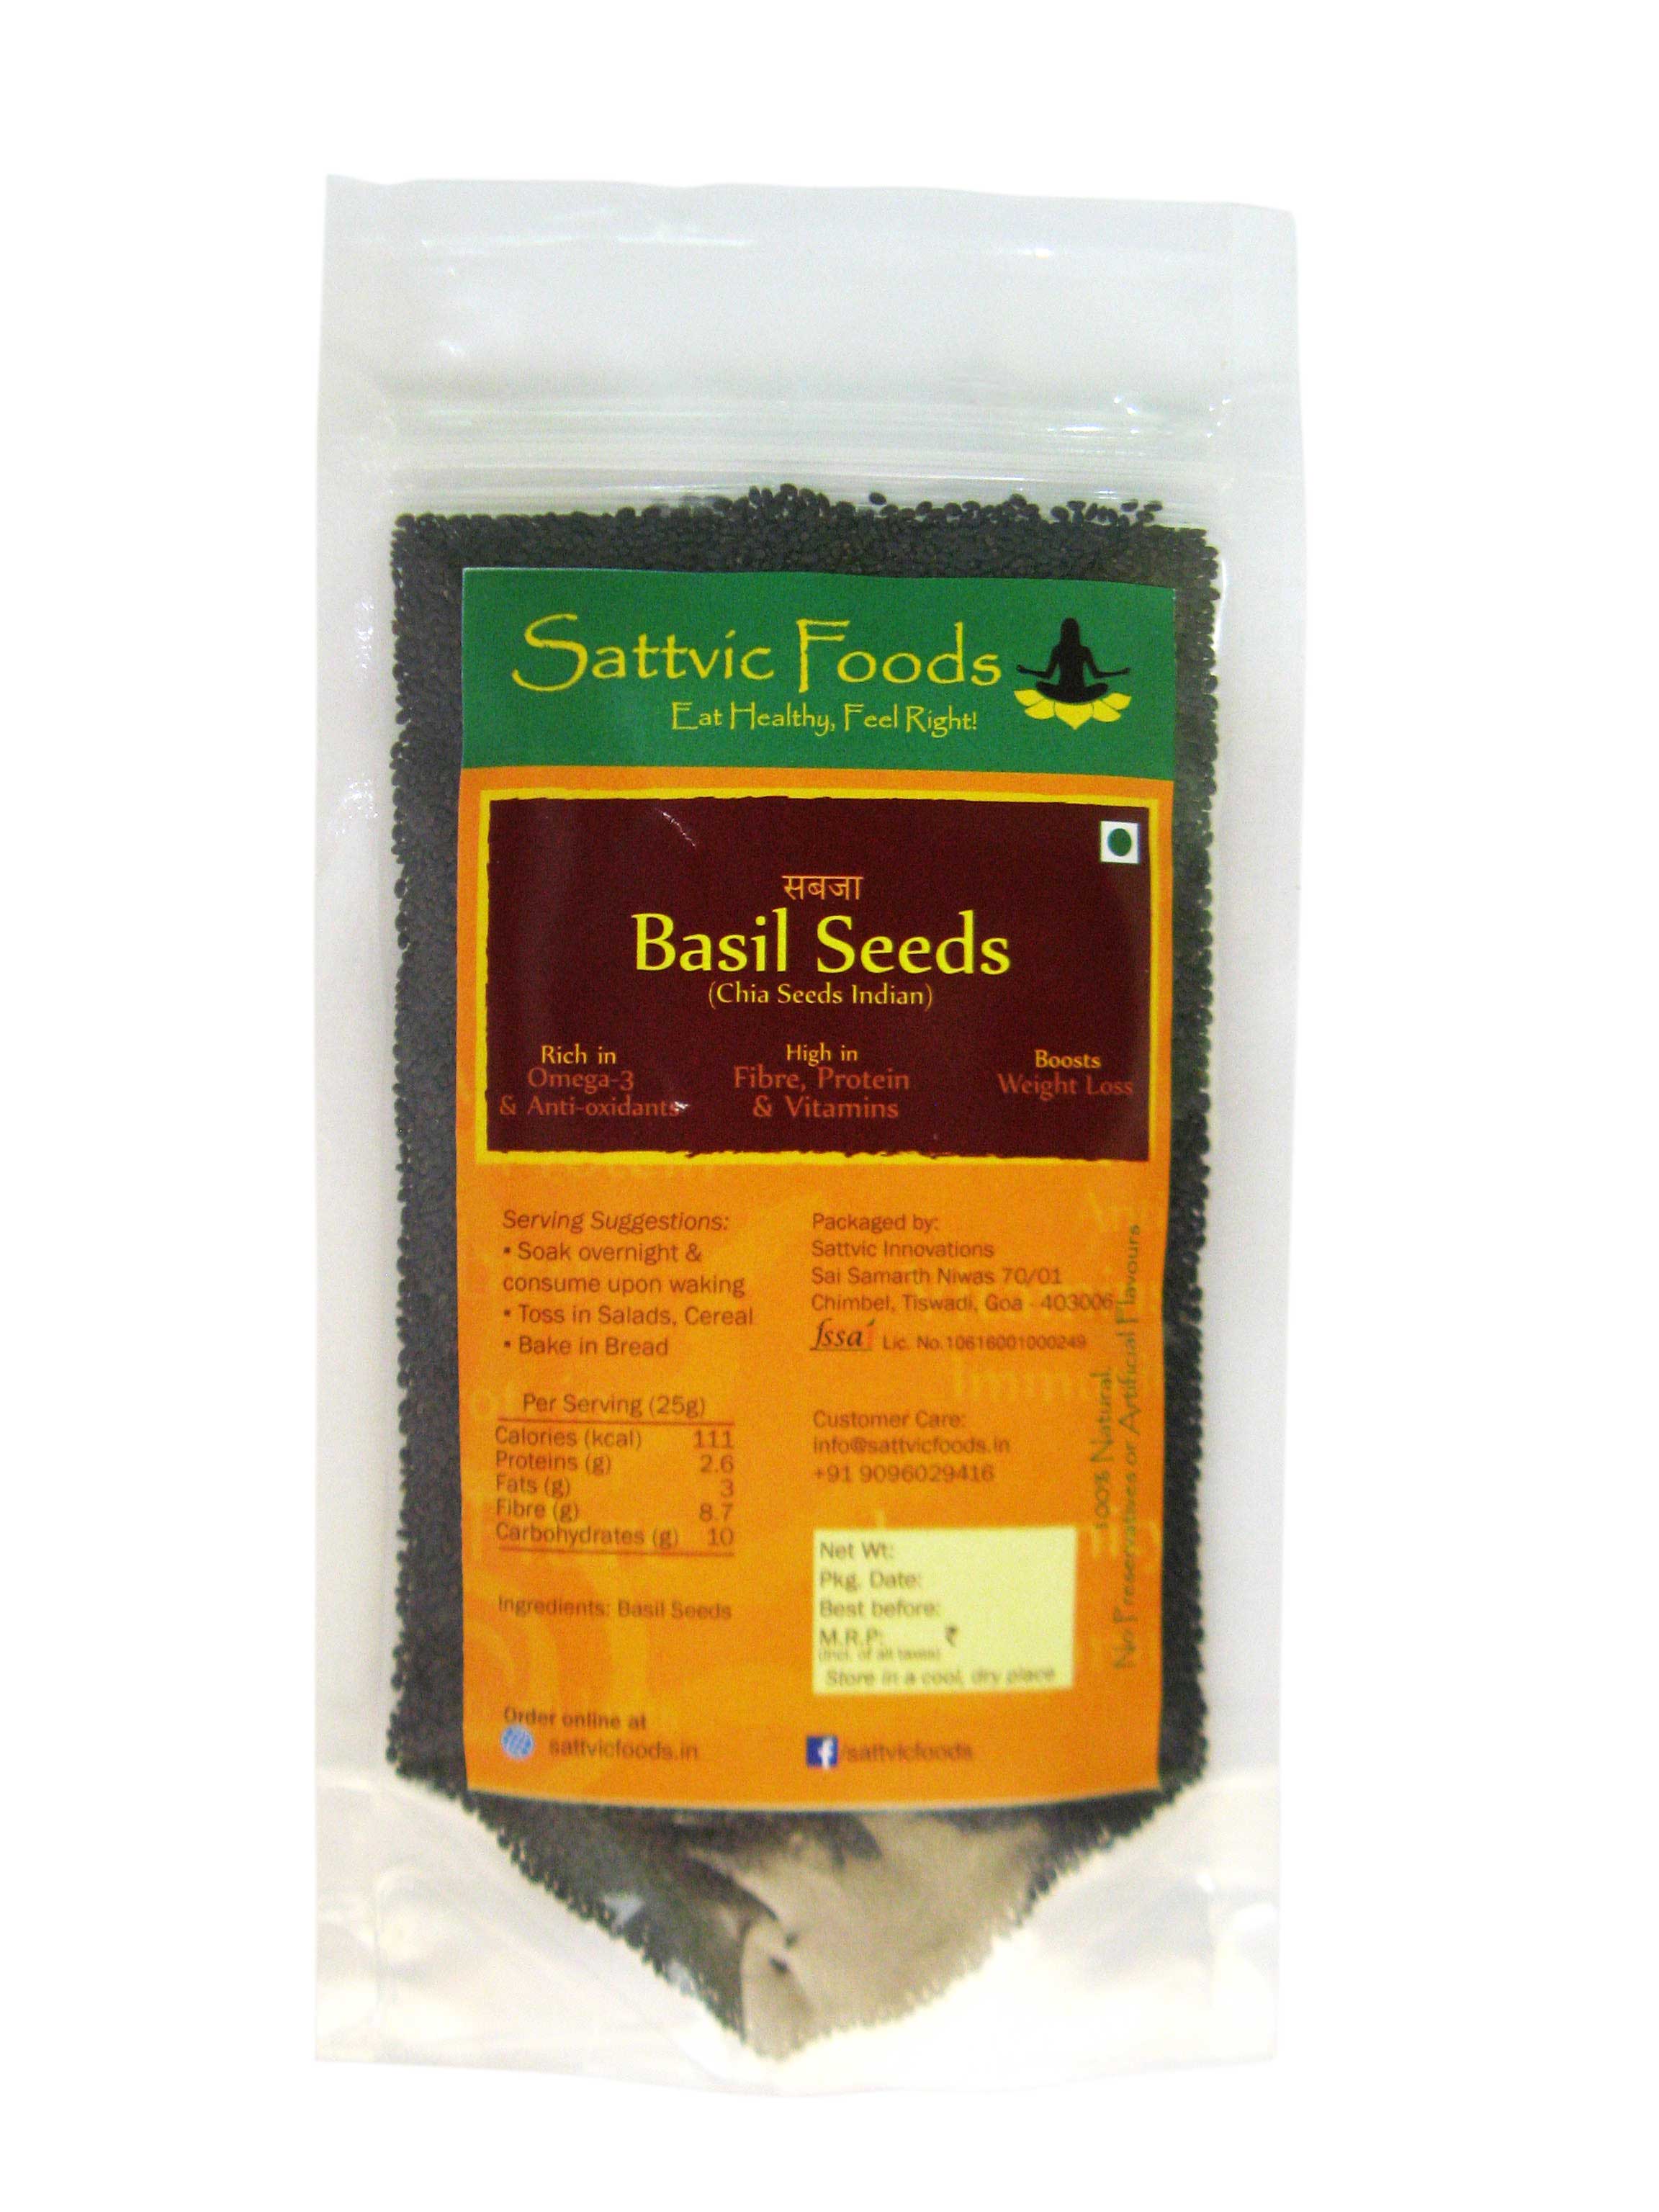 Sattvic Foods
Eat Healthy, Feel Right!
सबजा
Basil Seeds
(Chia Seeds Indian)
Rich in
Omega-3
& Anti-oxidants
High in
Fibre, Protein
& Vitamins
Boosts
Weight Loss
Serving Suggestions:
• Soak overnight &
consume upon waking
• Toss in Salads, Cereal
• Bake in Bread
Per Serving (25g)
Calories (kcal) 111
Proteins (g) 2.6
Fats (g) 3
Fibre (g) 8.7
Carbohydrates (g) 10
Ingredients: Basil Seeds
Order online at
sattvicfoods.in
Packaged by:
Sattvic Innovations
Sai Samarth Niwas 70/01
Chimbel, Tiswadi, Goa - 403006
fssai Lic. No.10616001000249
Customer Care:
info@sattvicfoods.in
+91 9096029416
Net Wt:
Pkg. Date:
Best before:
M.R.P: ₹
(incl. of all taxes)
Store in a cool, dry place
f/sattvicfoods
100% Natural
No Preservatives or Artificial Flavours